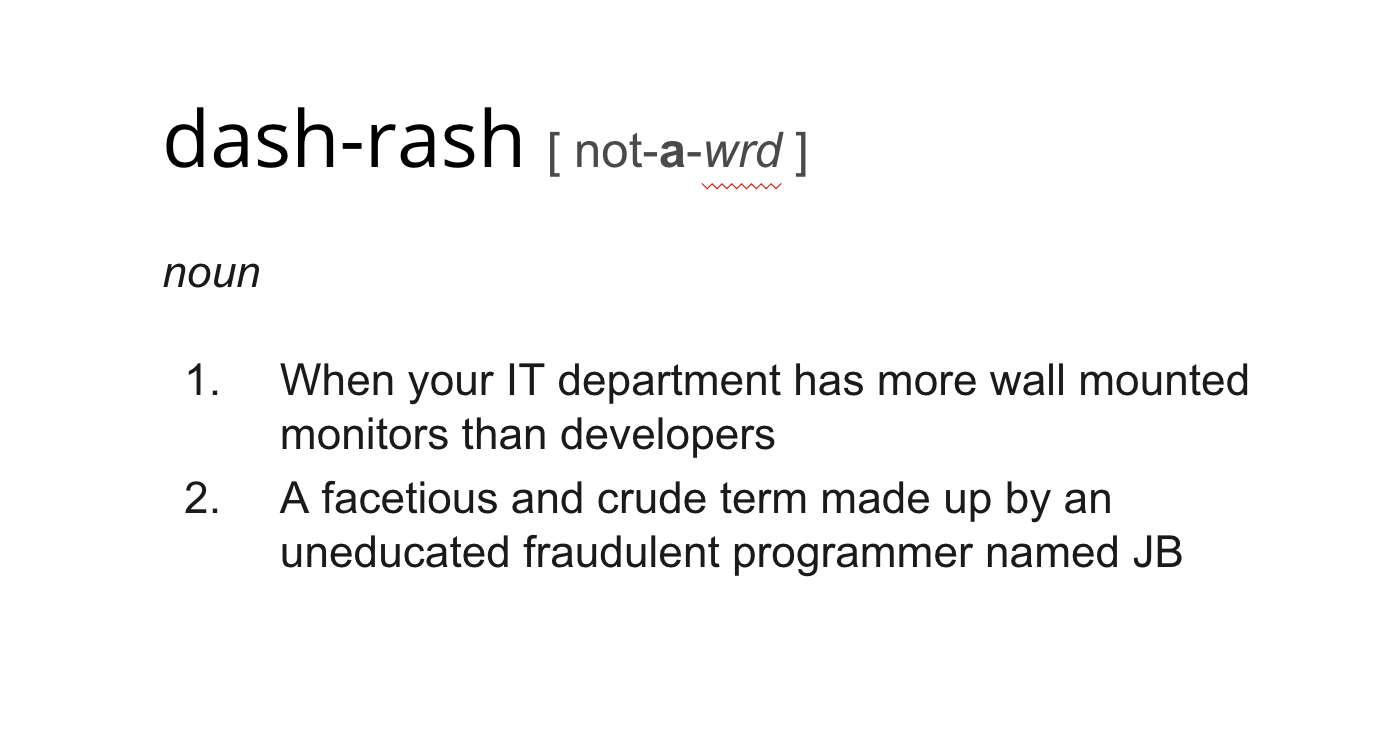 dash-rash [ not-a-wrd ]
noun
1. When your IT department has more wall mounted
monitors than developers
2. A facetious and crude term made up by an
uneducated fraudulent programmer named JB